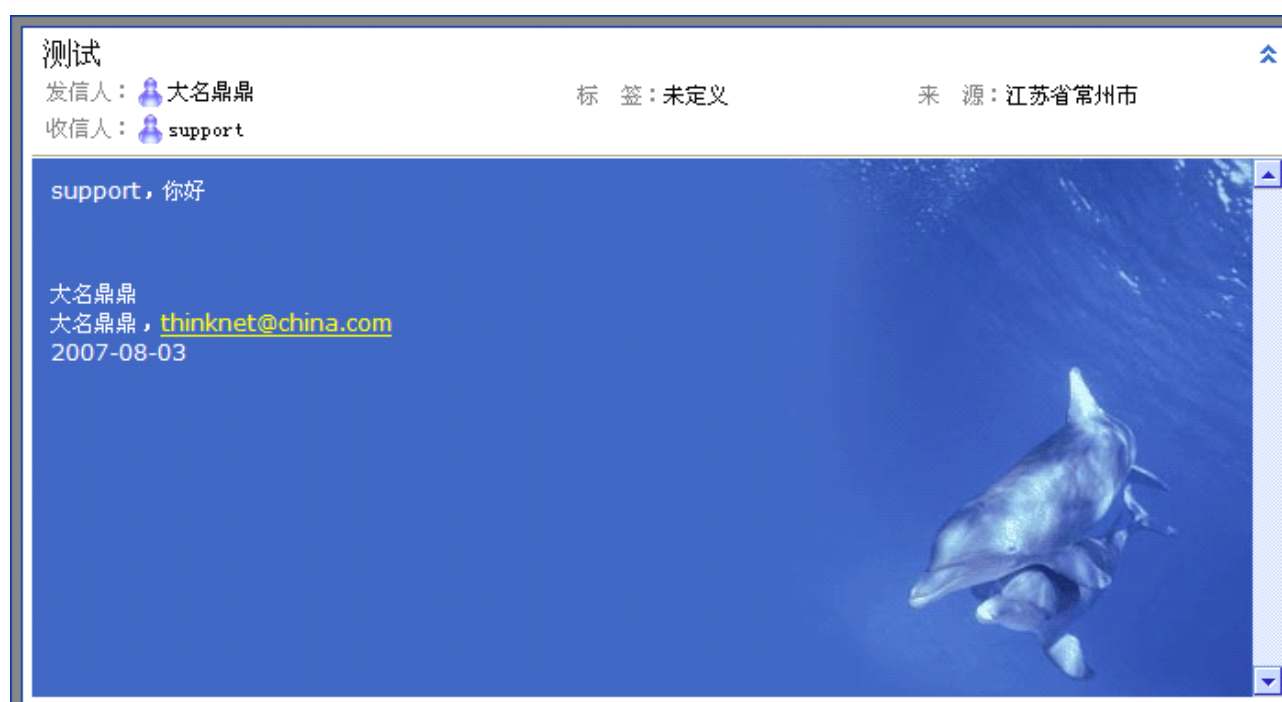 测试
发信人：大名鼎鼎 标 签：未定义 来 源：江苏省常州市
收信人：support
support，你好
大名鼎鼎
大名鼎鼎，thinknet@china.com
2007-08-03